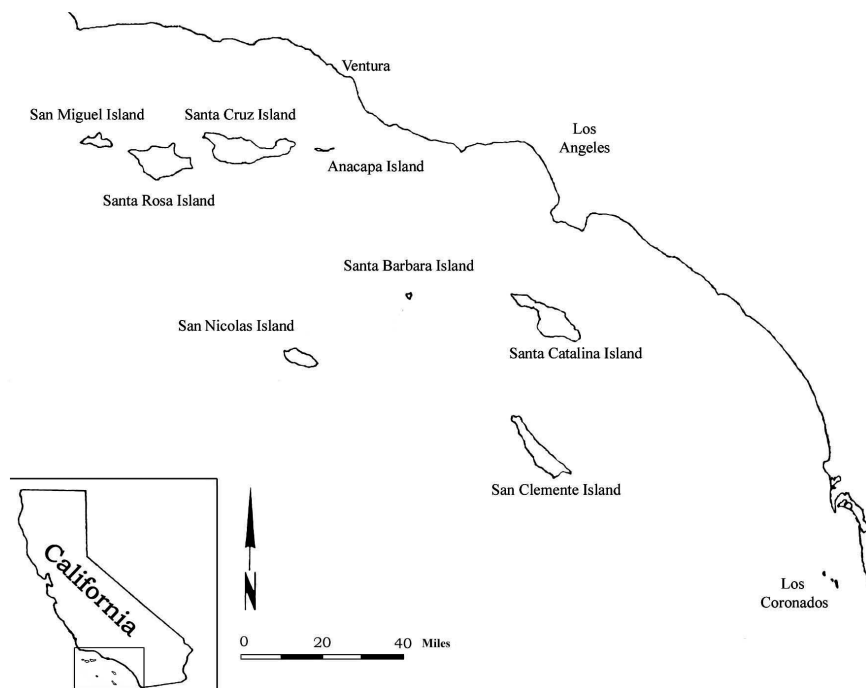 Ventura
San Miguel Island
Santa Cruz Island
Los
Angeles
Anacapa Island
Santa Rosa Island
Santa Barbara Island
San Nicolas Island
Santa Catalina Island
San Clemente Island
California
N
Los
Coronados
0 20 40 Miles